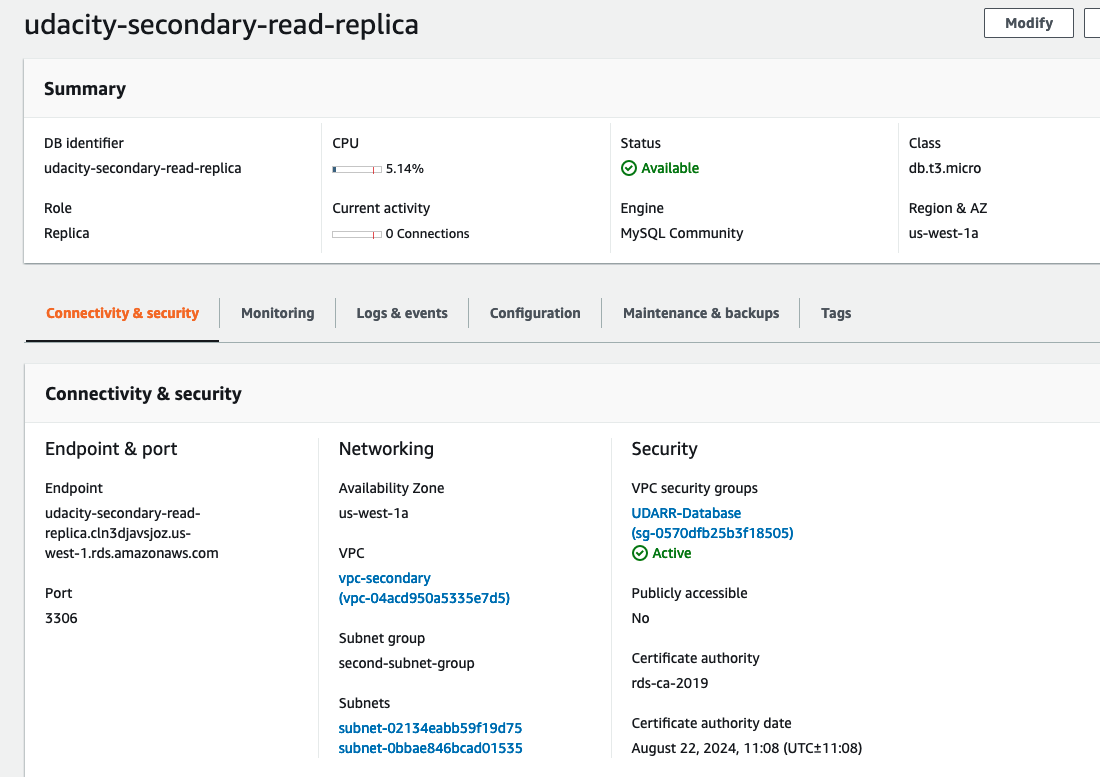 udacity-secondary-read-replica
Modify
Summary
DB identifier
udacity-secondary-read-replica
CPU
5.14%
Status
Available
Class
db.t3.micro
Role
Replica
Current activity
0 Connections
Engine
MySQL Community
Region & AZ
us-west-1a
Connectivity & security
Monitoring
Logs & events
Configuration
Maintenance & backups
Tags
Connectivity & security
Endpoint & port
Endpoint
udacity-secondary-read-
replica.cln3djavsjoz.us-
west-1.rds.amazonaws.com
Port
3306
Networking
Availability Zone
us-west-1a
VPC
vpc-secondary
(vpc-04acd950a5335e7d5)
Subnet group
second-subnet-group
Subnets
subnet-02134eabb59f19d75
subnet-0bbae846bcad01535
Security
VPC security groups
UDARR-Database
(sg-0570dfb25b3f18505)
Active
Publicly accessible
No
Certificate authority
rds-ca-2019
Certificate authority date
August 22, 2024, 11:08 (UTC±11:08)